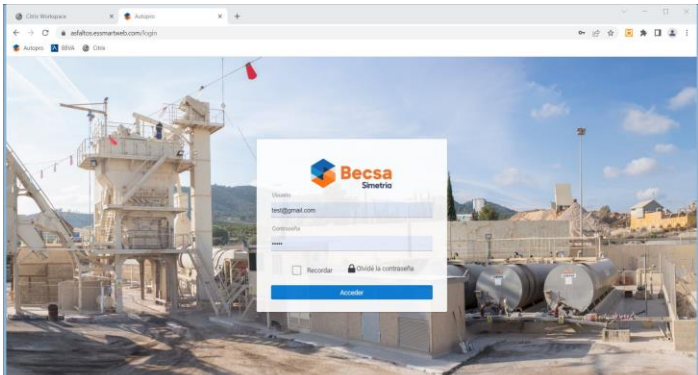 Citrix Workspace
Autopro
asfaltos.essmartweb.com/login
Autopro BBVA Citrix
Becsa
Simetría
Usuario
test@gmail.com
Contraseña
•••••
Recordar Olvidé la contraseña
Acceder